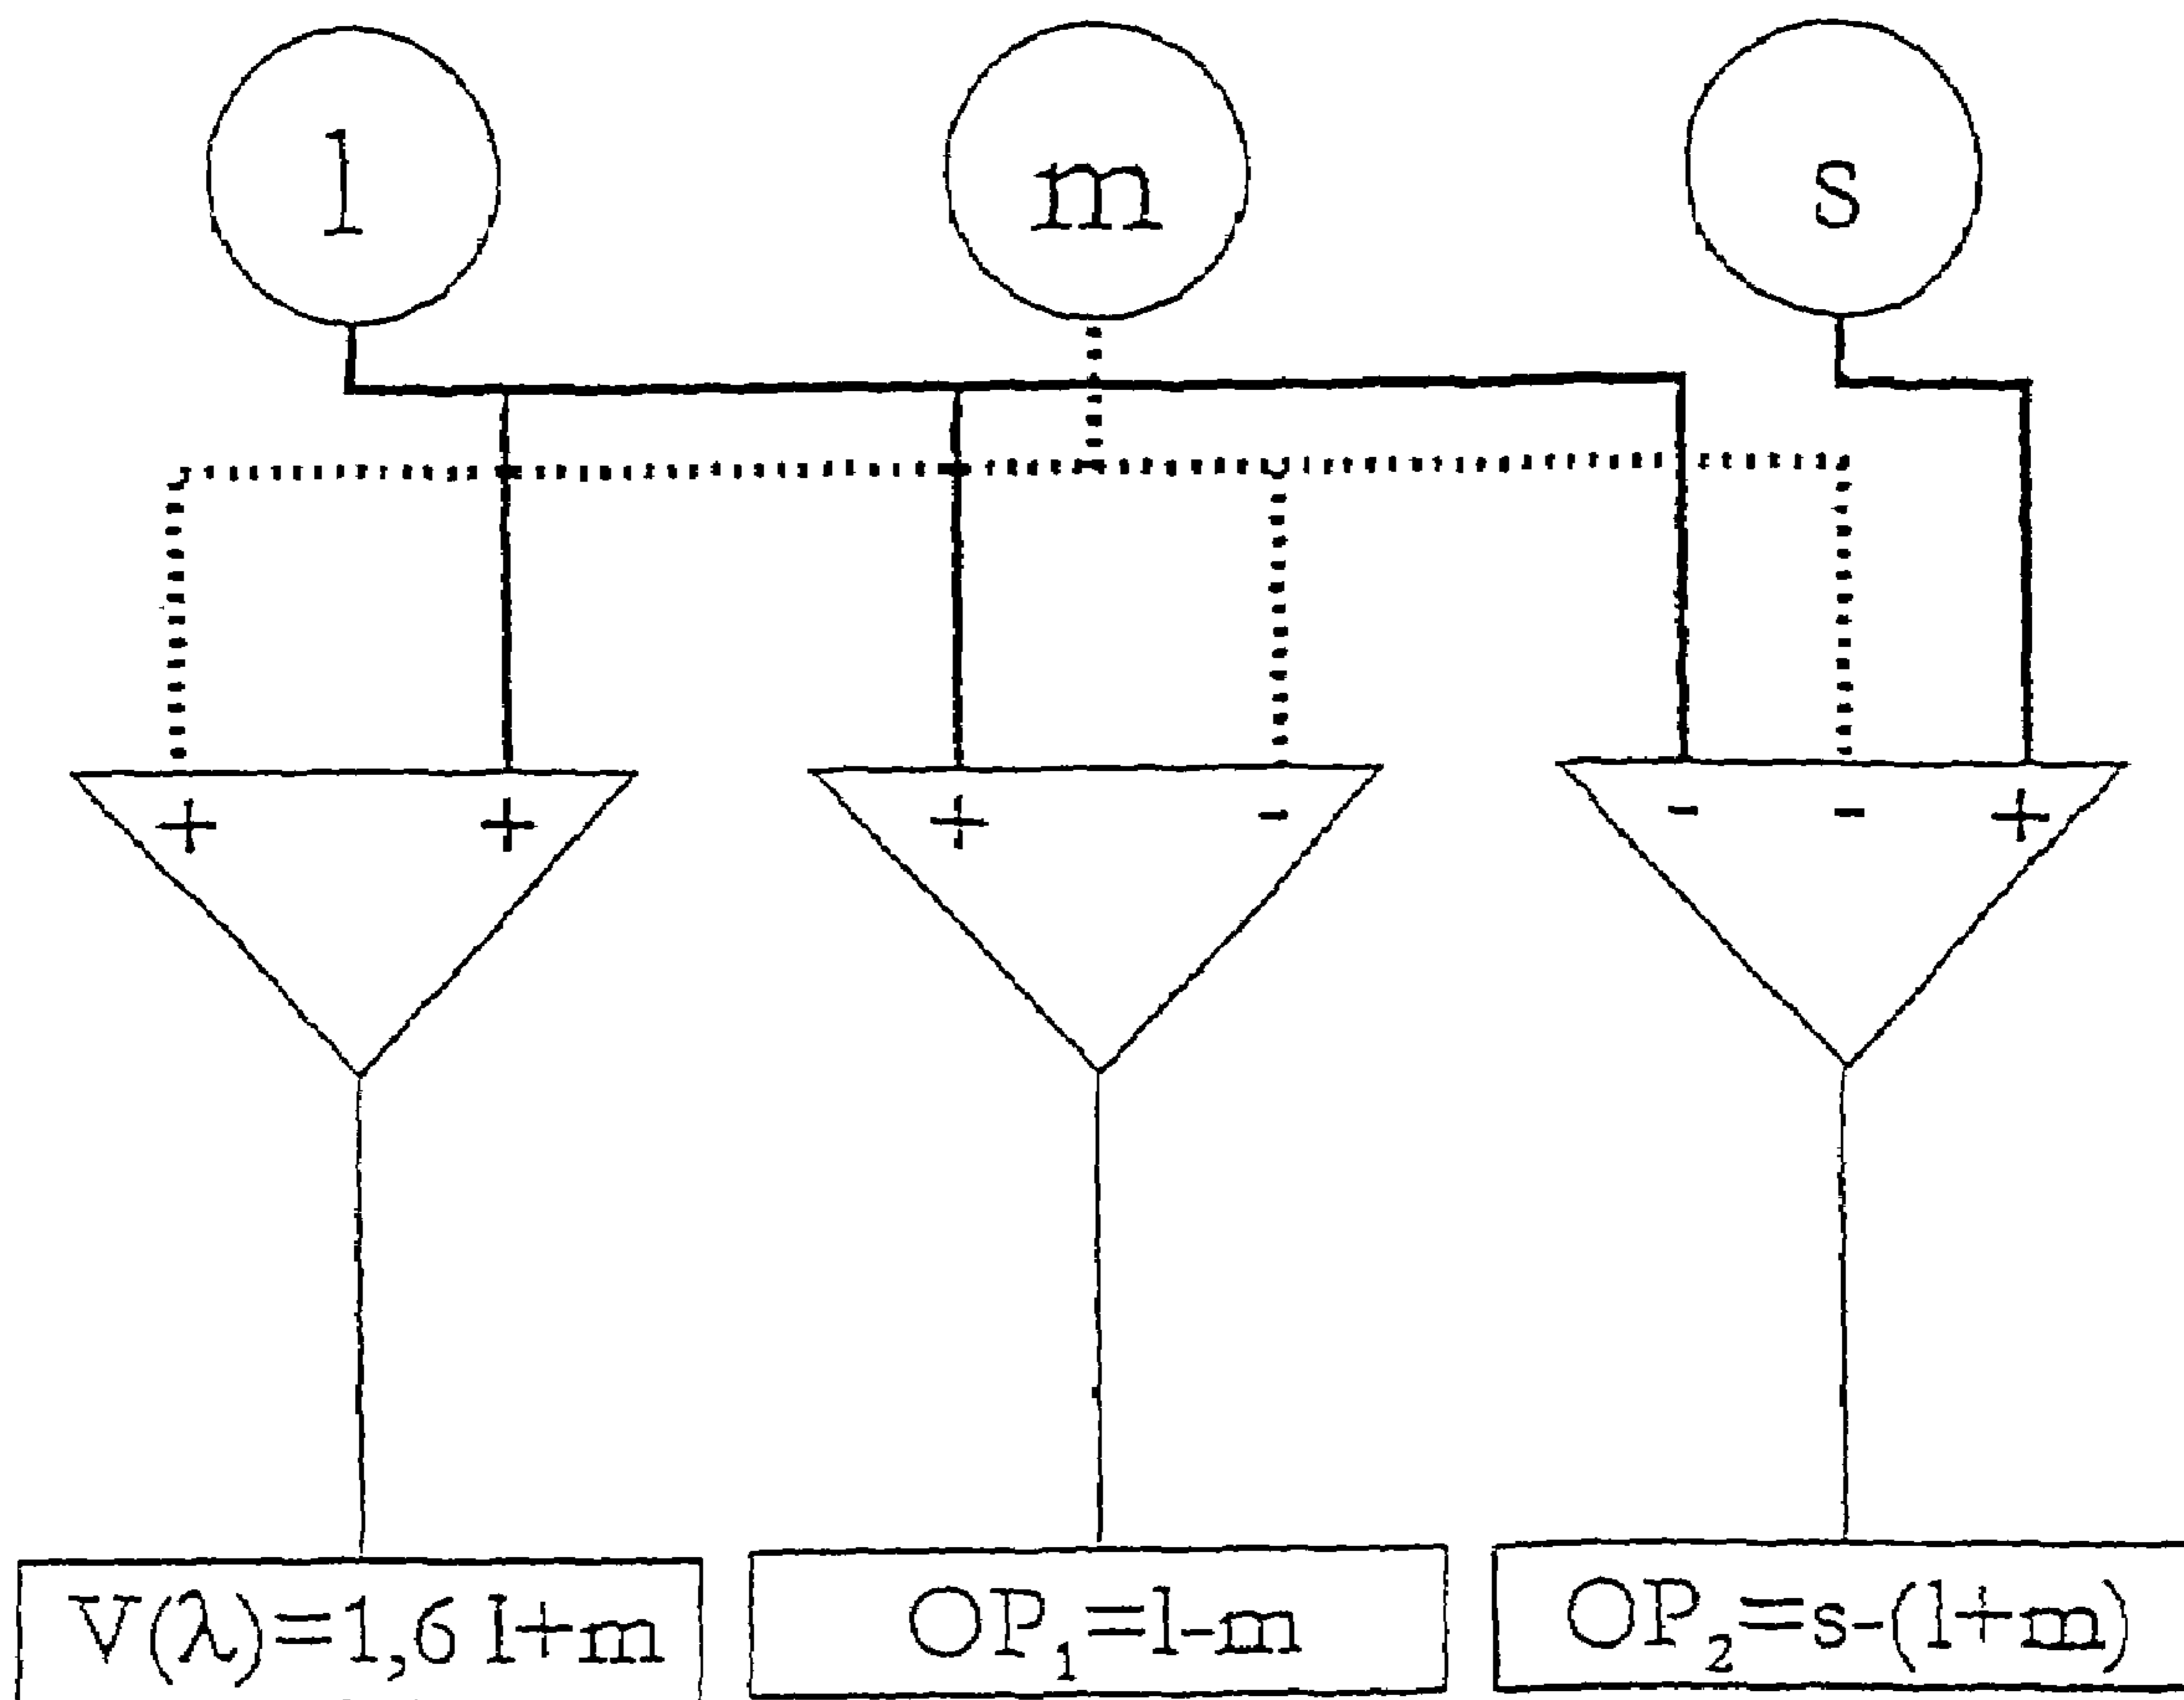 l m s
+ + + - - - +
V(λ)=1,6 l+m OP₁=l-m OP₂=s-(l+m)